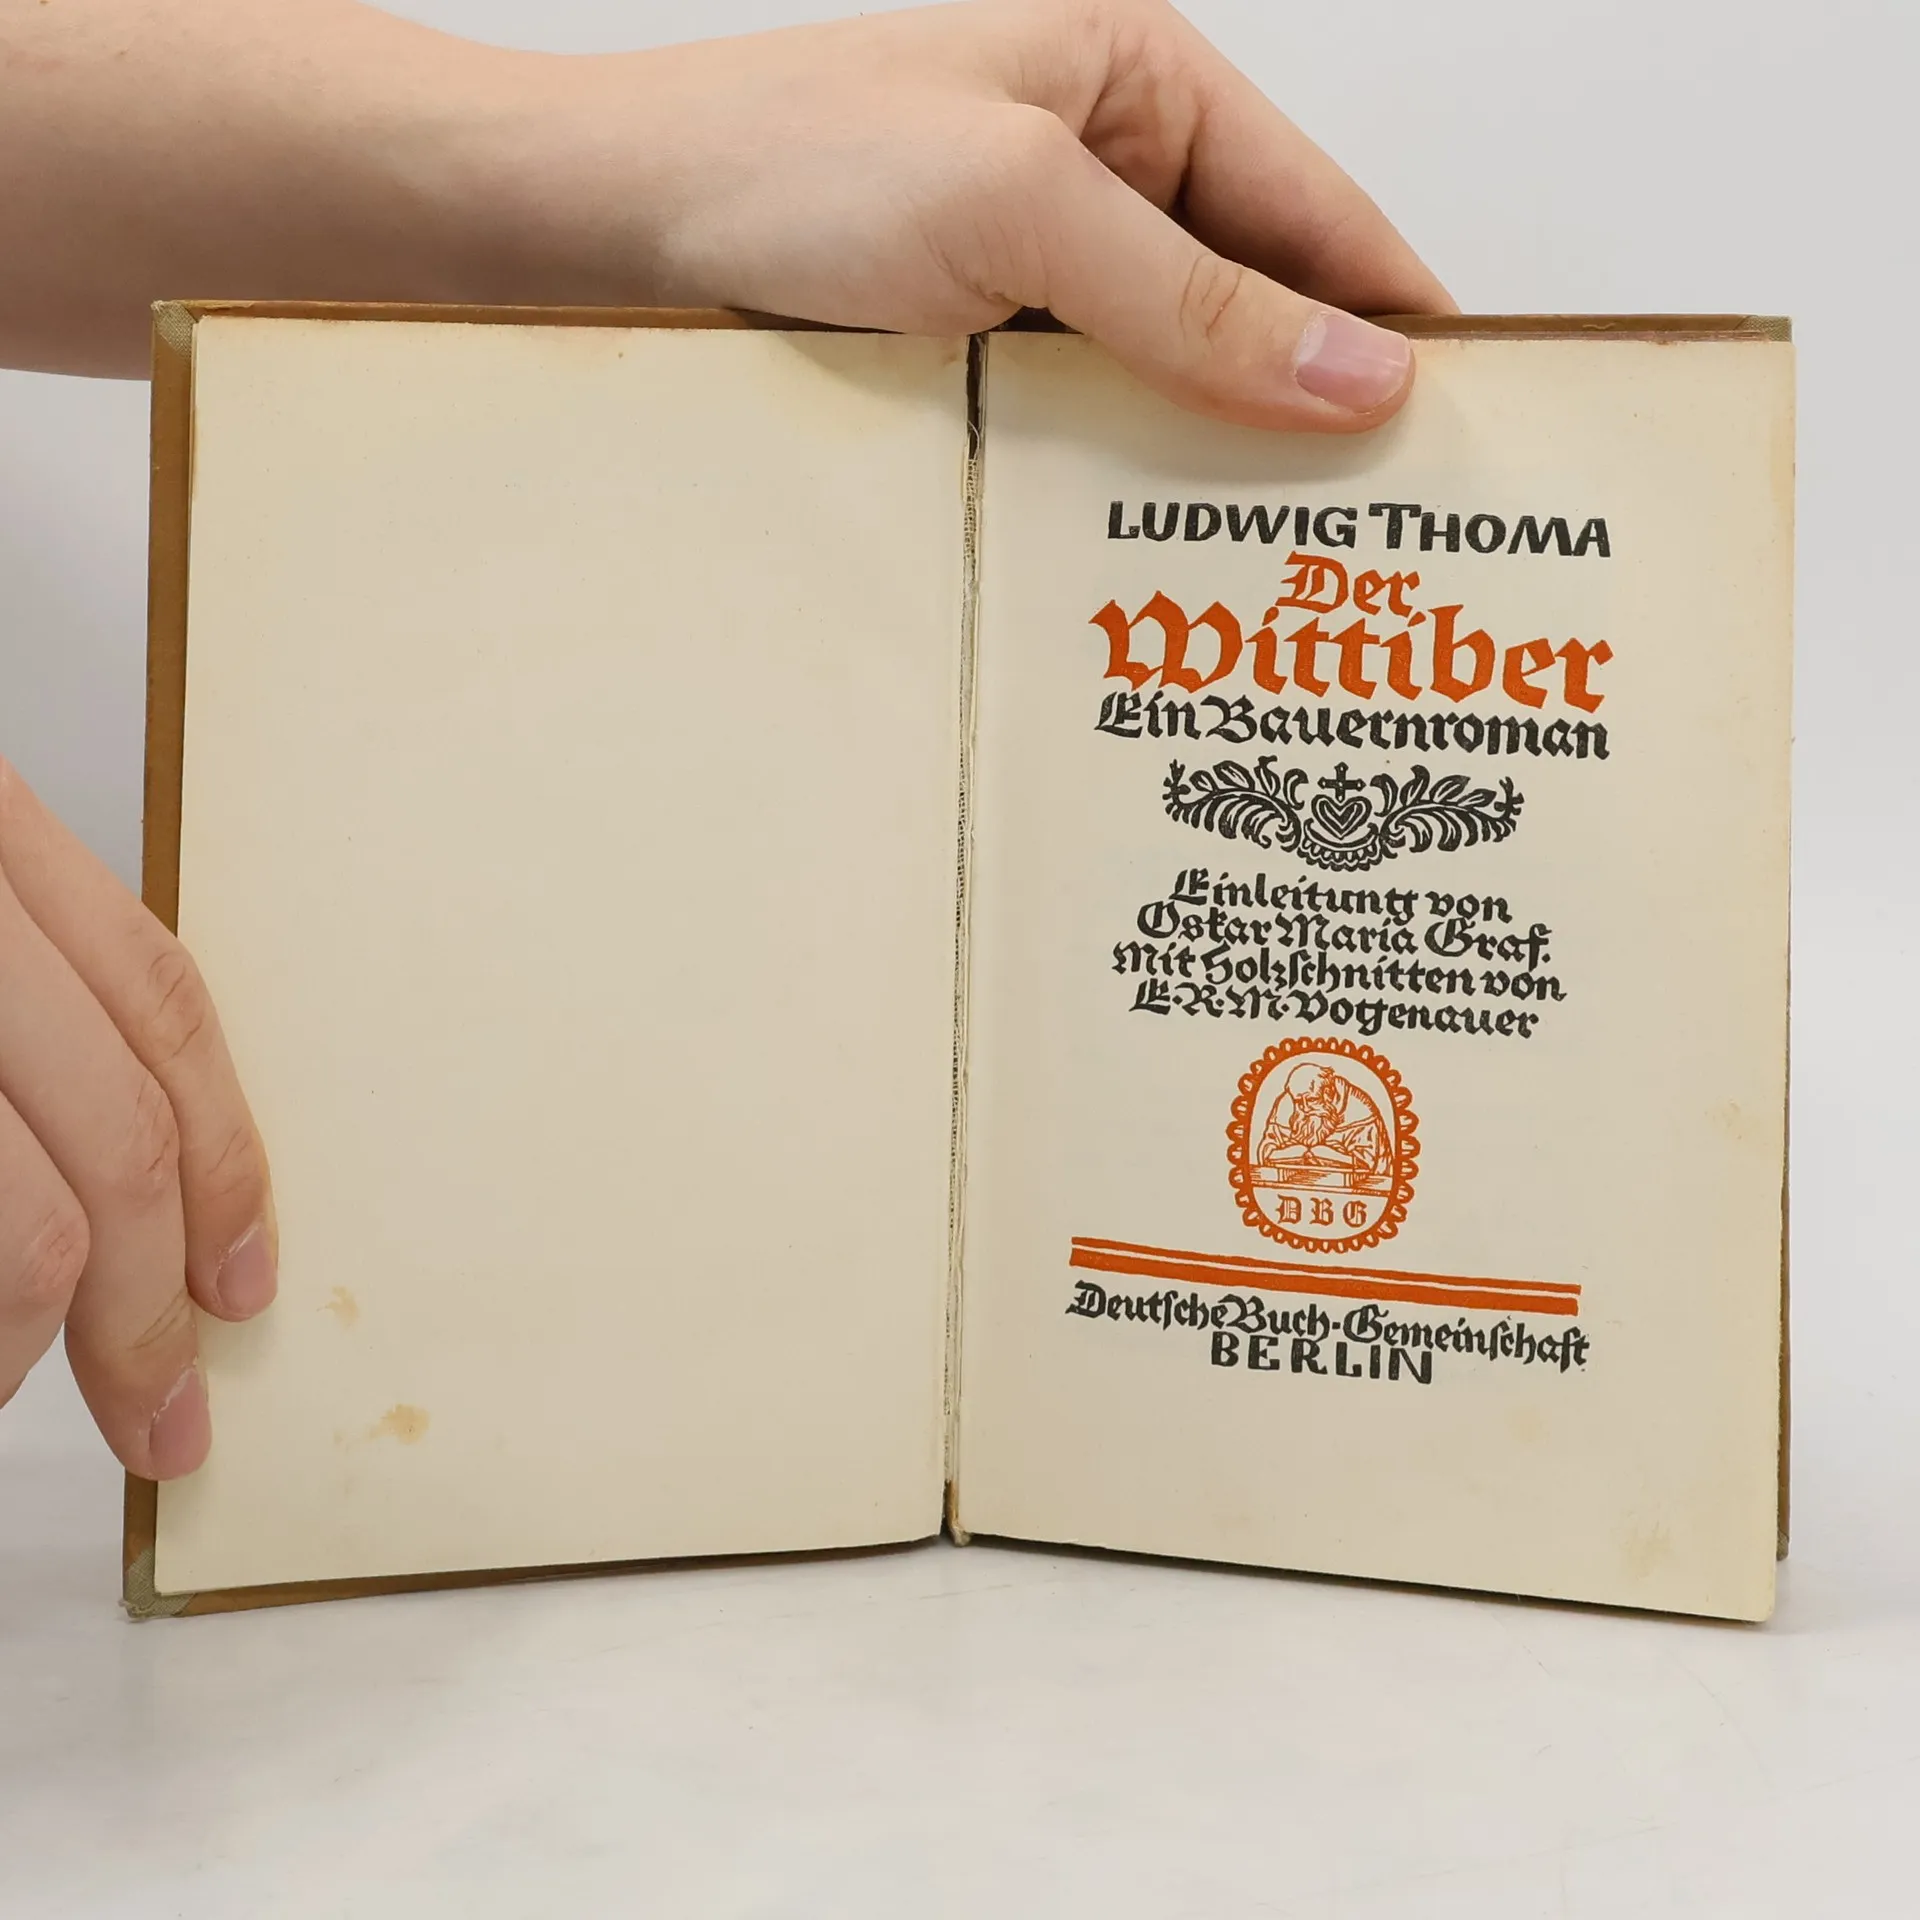 LUDWIG THOMA
Der
Wittiber
Ein Bauernroman
Einleitung von
Oskar Maria Graf.
Mit Holzschnitten von
E·R·M·Voggenauer
DBG
Deutsche Buch-Gemeinschaft
BERLIN